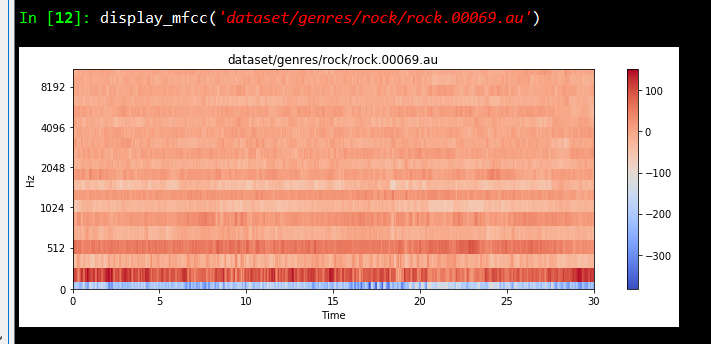 In [12]: display_mfcc('dataset/genres/rock/rock.00069.au')
dataset/genres/rock/rock.00069.au
8192
4096
2048
1024
512
0
Hz
0 5 10 15 20 25 30
Time
100
0
−100
−200
−300